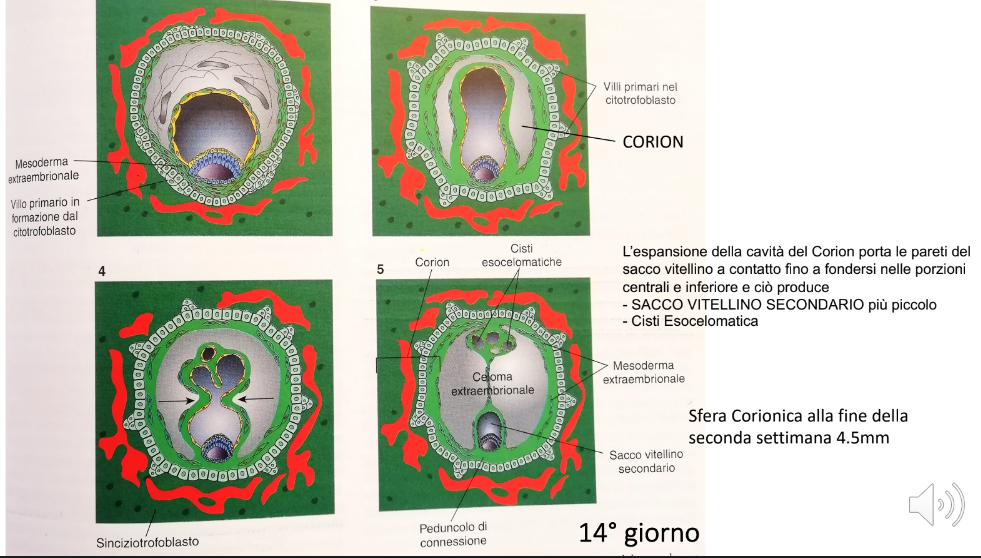 Mesoderma
extraembrionale
Villo primario in
formazione dal
citotrofoblasto
Villi primari nel
citotrofoblasto
CORION
4
5
Corion
Cisti
esocelomatiche
L'espansione della cavità del Corion porta le pareti del
sacco vitellino a contatto fino a fondersi nelle porzioni
centrali e inferiore e ciò produce
- SACCO VITELLINO SECONDARIO più piccolo
- Cisti Esocelomatica
Celoma
extraembrionale
Mesoderma
extraembrionale
Sfera Corionica alla fine della
seconda settimana 4.5mm
Sacco vitellino
secondario
Sinciziotrofoblasto
Peduncolo di
connessione
14° giorno